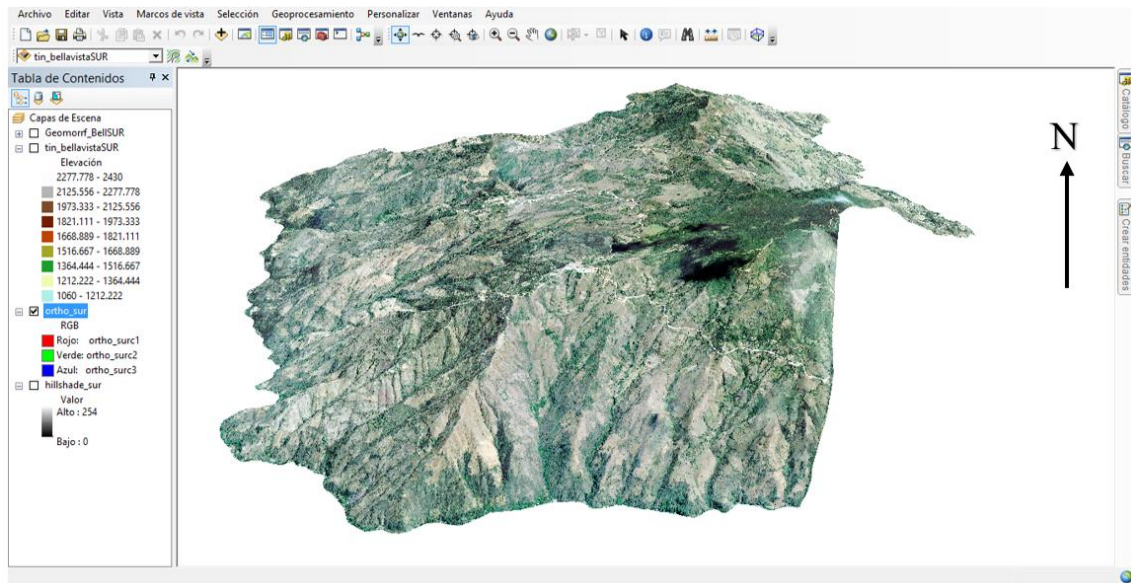 Archivo Editar Vista Marcos de vista Selección Geoprocesamiento Personalizar Ventanas Ayuda
tin_bellavistaSUR
Tabla de Contenidos
Capas de Escena
Geomorrf_BellSUR
tin_bellavistaSUR
Elevación
2277.778 - 2430
2125.556 - 2277.778
1973.333 - 2125.556
1821.111 - 1973.333
1668.889 - 1821.111
1516.667 - 1668.889
1364.444 - 1516.667
1212.222 - 1364.444
1060 - 1212.222
ortho_sur
RGB
Rojo: ortho_surc1
Verde: ortho_surc2
Azul: ortho_surc3
hillshade_sur
Valor
Alto : 254
Bajo : 0
N
Catálogo
Buscar
Crear entidades